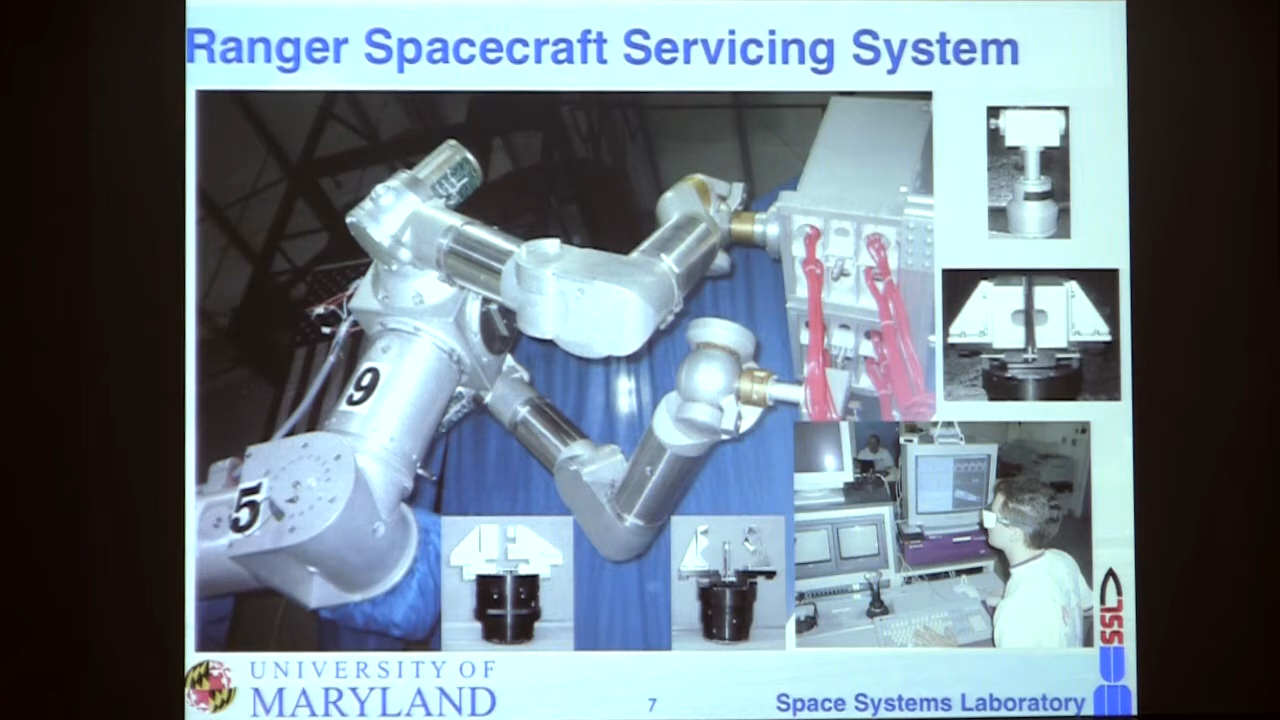 Ranger Spacecraft Servicing System
9
5
SSL
UNIVERSITY OF
MARYLAND
7
Space Systems Laboratory